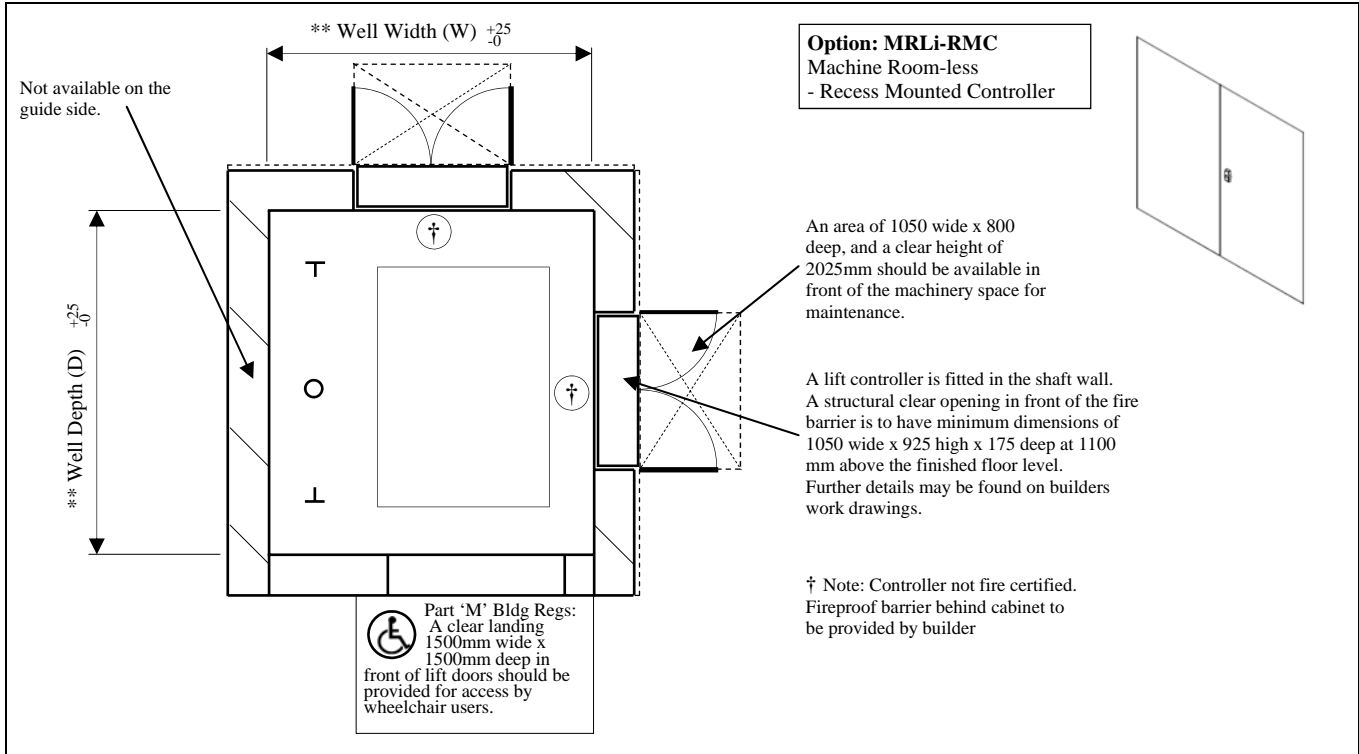 ** Well Width (W) +25 -0
Option: MRLi-RMC
Machine Room-less
- Recess Mounted Controller
Not available on the
guide side.
†
An area of 1050 wide x 800
deep, and a clear height of
2025mm should be available in
front of the machinery space for
maintenance.
** Well Depth (D) +25 -0
†
A lift controller is fitted in the shaft wall.
A structural clear opening in front of the fire
barrier is to have minimum dimensions of
1050 wide x 925 high x 175 deep at 1100
mm above the finished floor level.
Further details may be found on builders
work drawings.
† Note: Controller not fire certified.
Fireproof barrier behind cabinet to
be provided by builder
Part ‘M’ Bldg Regs:
A clear landing
1500mm wide x
1500mm deep in
front of lift doors should be
provided for access by
wheelchair users.